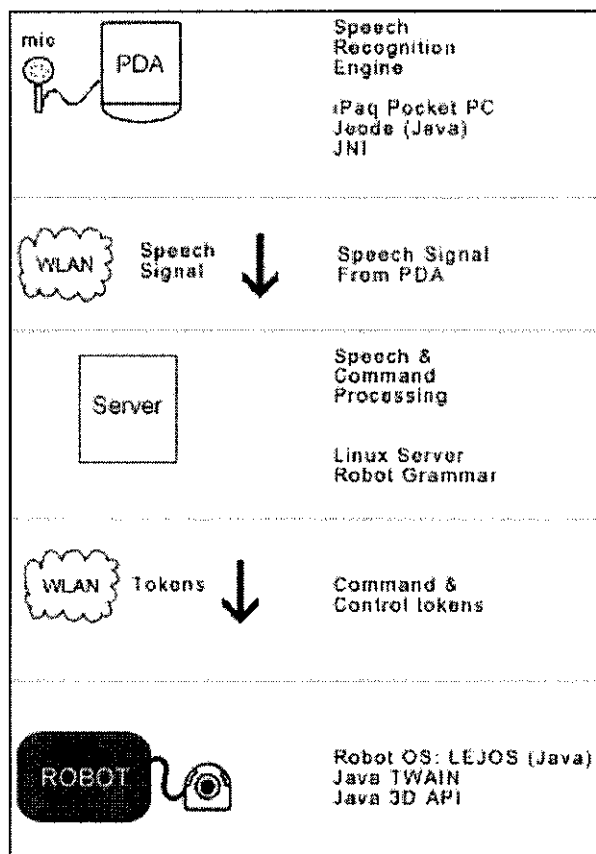 mic
PDA
Speech
Recognition
Engine
iPaq Pocket PC
Jeode (Java)
JNI
WLAN
Speech
Signal
Speech Signal
From PDA
Server
Speech &
Command
Processing
Linux Server
Robot Grammar
WLAN
Tokens
Command &
Control tokens
ROBOT
Robot OS: LEJOS (Java)
Java TWAIN
Java 3D API